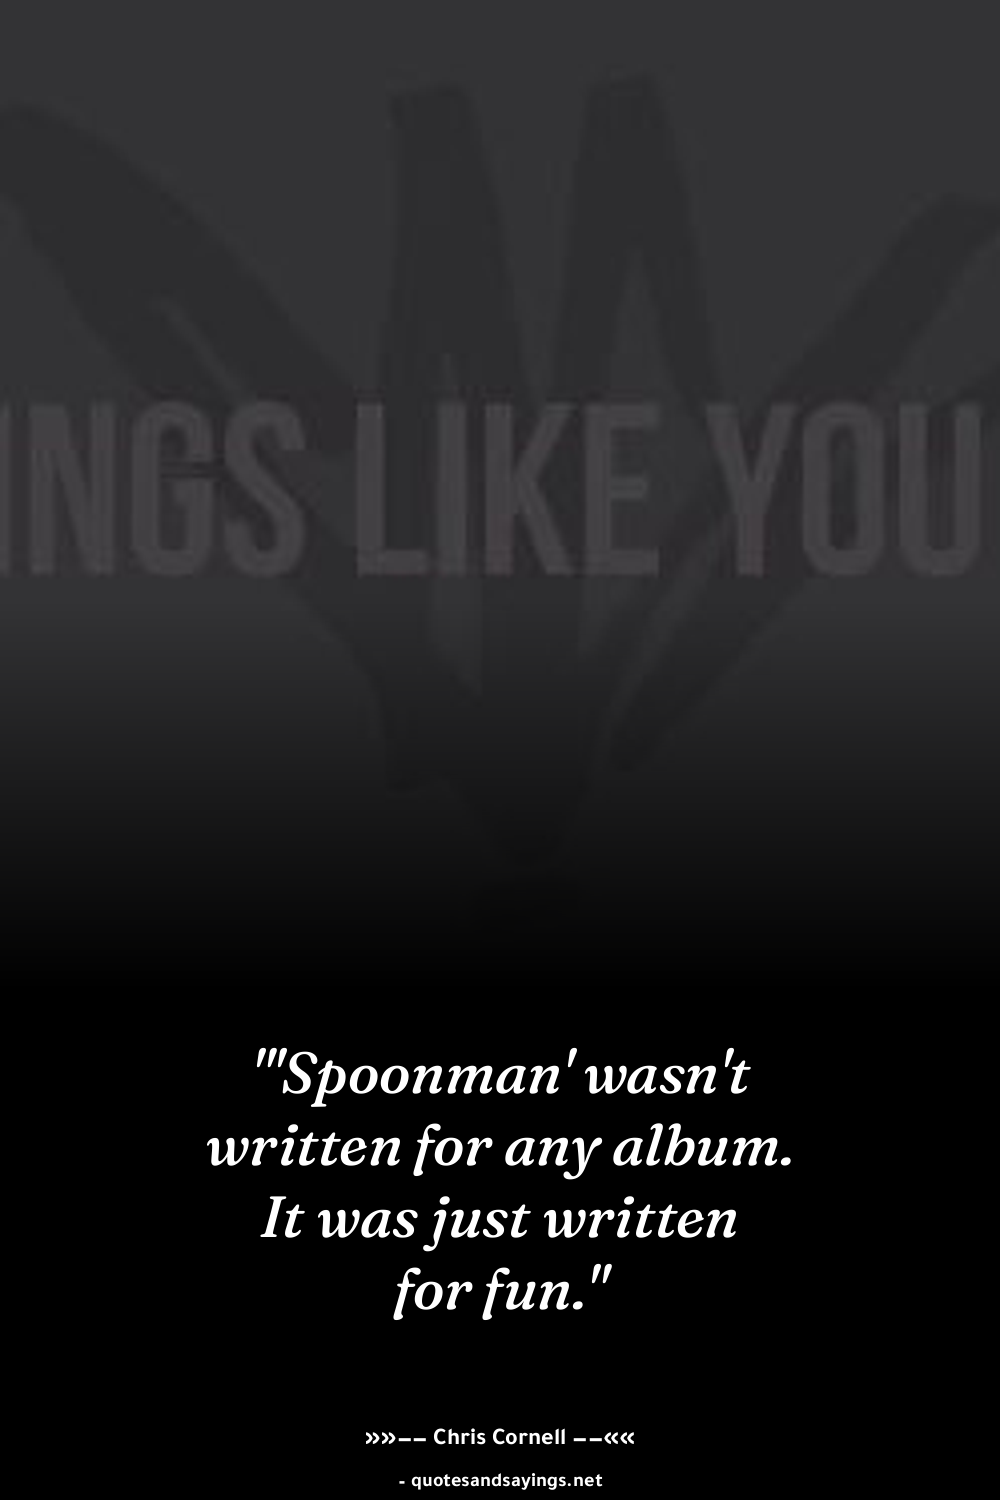 INGS LIKE YOU
"'Spoonman' wasn't
written for any album.
It was just written
for fun."
»»−− Chris Cornell −−««
- quotesandsayings.net